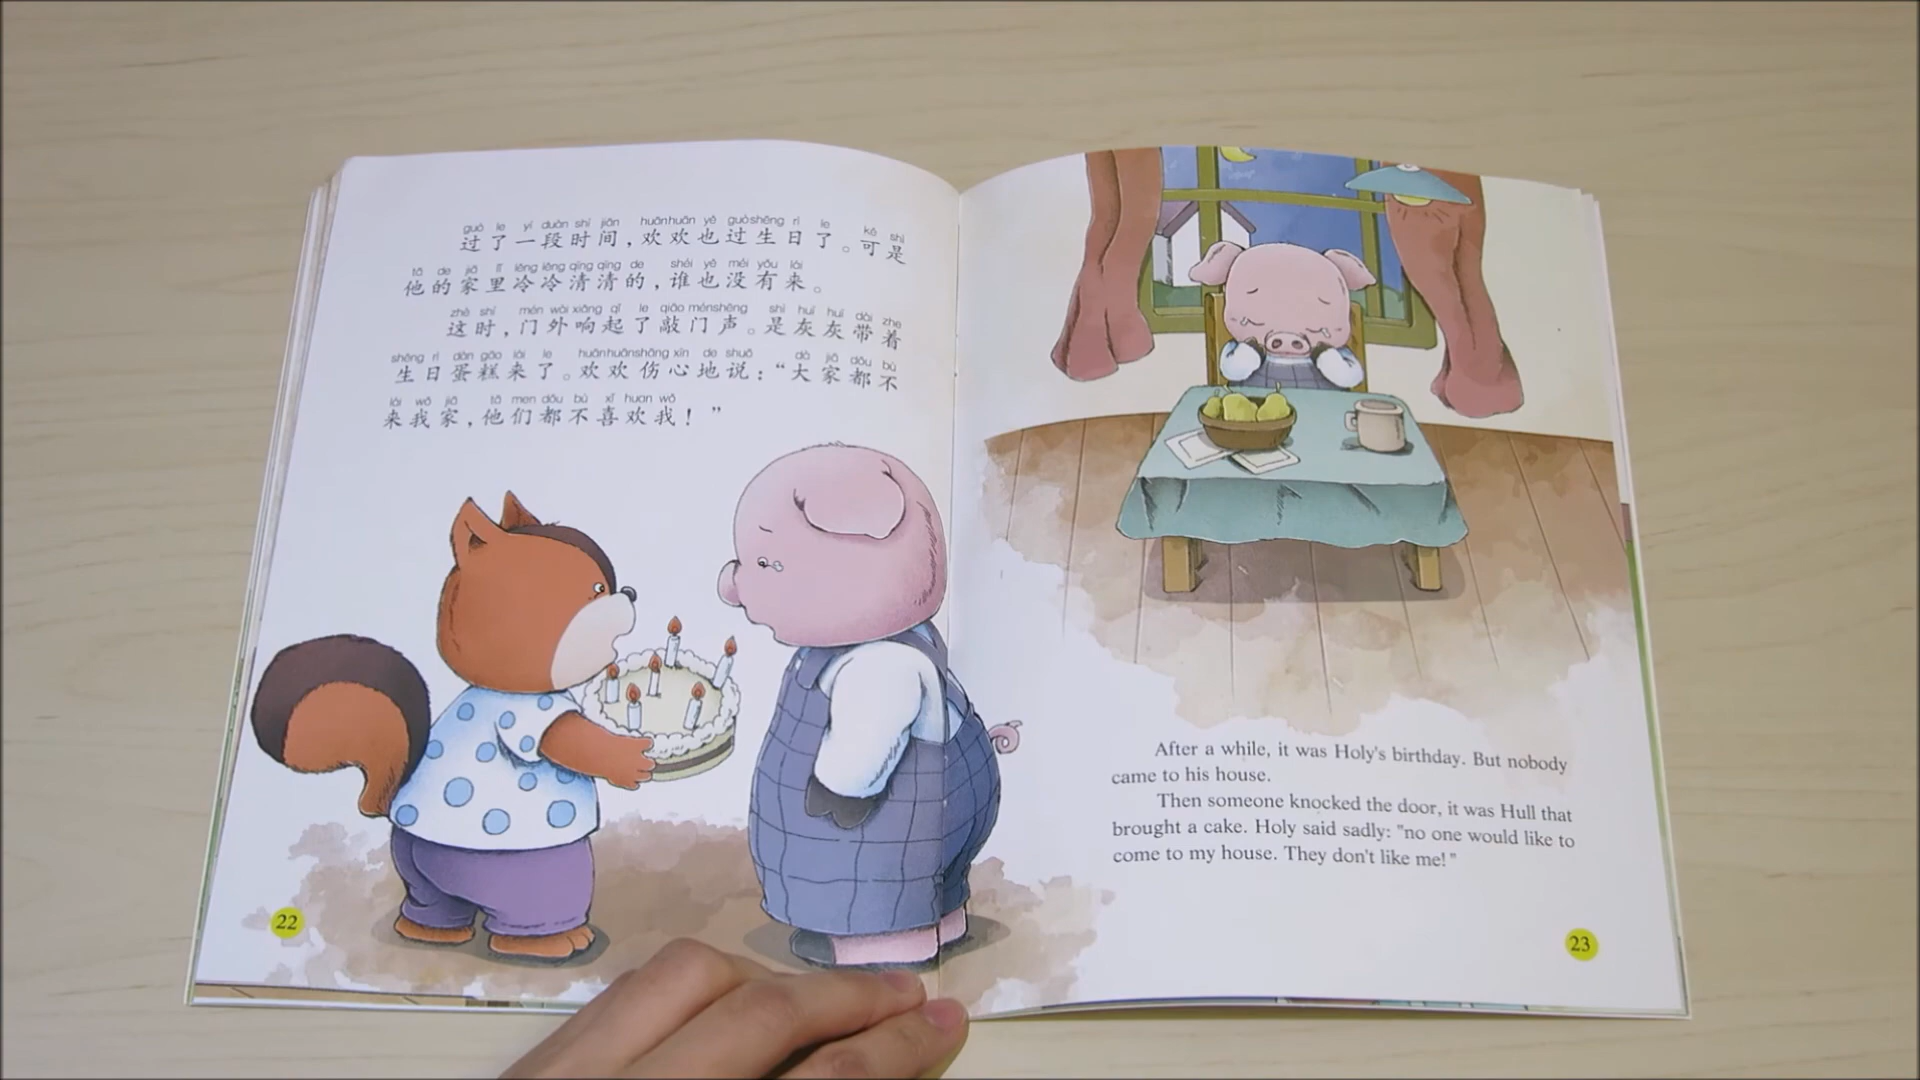 guò le yí duàn shí jiān huānhuān yě guòshēng rì le kě shì
过了一段时间，欢欢也过生日了。可是
tā de jiā lǐ lěng lěng qīng qīng de shéi yě méi yǒu lái
他的家里冷冷清清的，谁也没有来。
zhè shí mén wài xiǎng qǐ le qiāo ménshēng shì huī huī dài zhe
这时，门外响起了敲门声。是灰灰带着
shēng rì dàn gāo lái le huānhuānshāng xīn de shuō dà jiā dōu bù
生日蛋糕来了。欢欢伤心地说：“大家都不
lái wǒ jiā tā men dōu bù xǐ huan wǒ
来我家，他们都不喜欢我！”
22
After a while, it was Holy's birthday. But nobody
came to his house.
Then someone knocked the door, it was Hull that
brought a cake. Holy said sadly: "no one would like to
come to my house. They don't like me!"
23